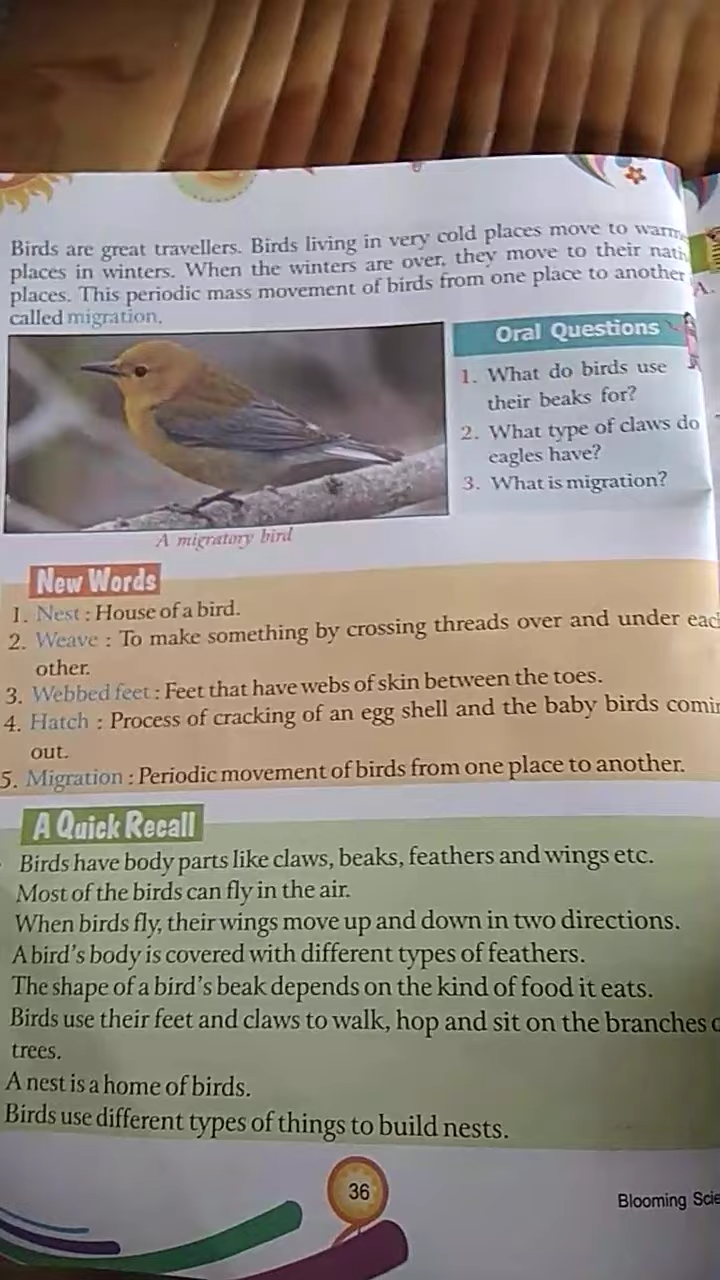 Birds are great travellers. Birds living in very cold places move to
places in winters. When the winters are over, they move to their
places. This periodic mass movement of birds from one place to another
called migration.
Oral Questions
1. What do birds use
their beaks for?
2. What type of claws do
eagles have?
3. What is migration?
A migratory bird
New Words
1. Nest : House of a bird.
2. Weave : To make something by crossing threads over and under
other.
3. Webbed feet : Feet that have webs of skin between the toes.
4. Hatch : Process of cracking of an egg shell and the baby birds
out.
5. Migration : Periodic movement of birds from one place to another.
A Quick Recall
Birds have body parts like claws, beaks, feathers and wings etc.
Most of the birds can fly in the air.
When birds fly, their wings move up and down in two directions.
A bird's body is covered with different types of feathers.
The shape of a bird's beak depends on the kind of food it eats.
Birds use their feet and claws to walk, hop and sit on the branches
trees.
A nest is a home of birds.
Birds use different types of things to build nests.
36
Blooming
A.